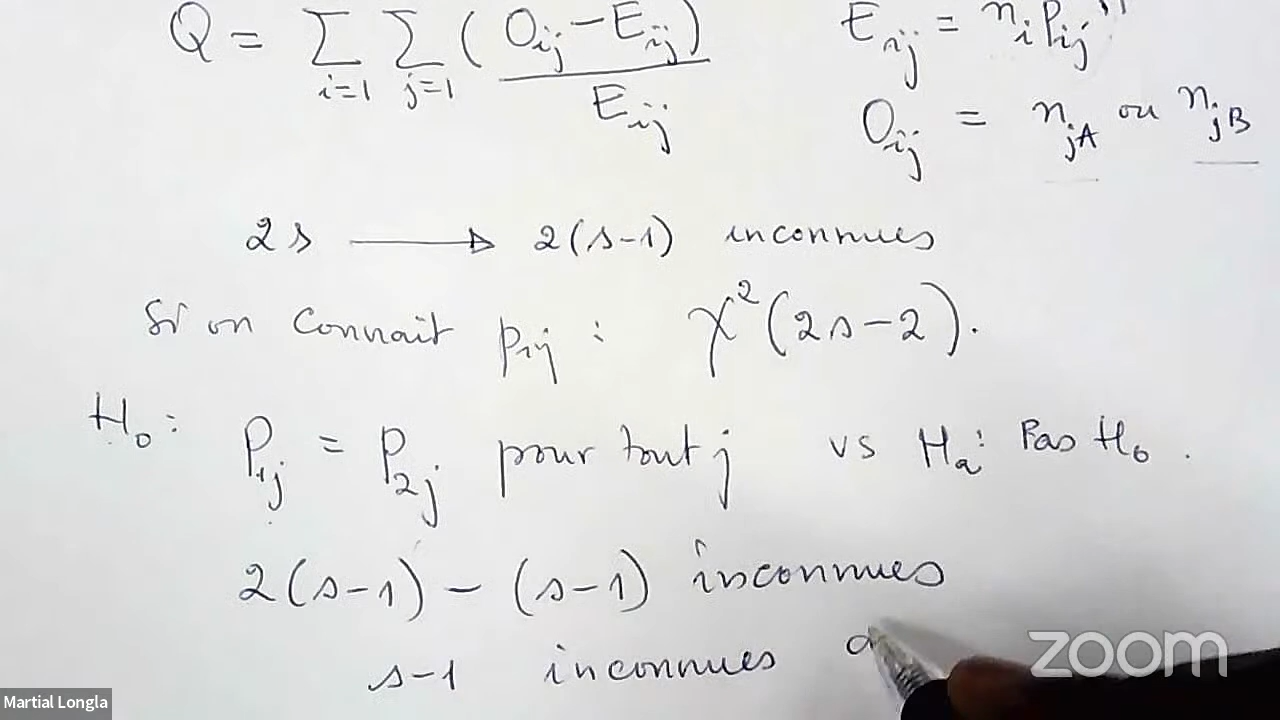 Q = Σ Σ (O_ij − E_ij) / E_ij
i=1 j=1
E_ij = n_i p_ij
O_ij = n_jA ou n_jB
2s → 2(s-1) inconnues
Si on connait p_ij : χ²(2s-2).
H_0: P_1j = P_2j pour tout j vs H_a: Pas H_0.
2(s-1) − (s-1) inconnues
s-1 inconnues
zoom
Martial Longla